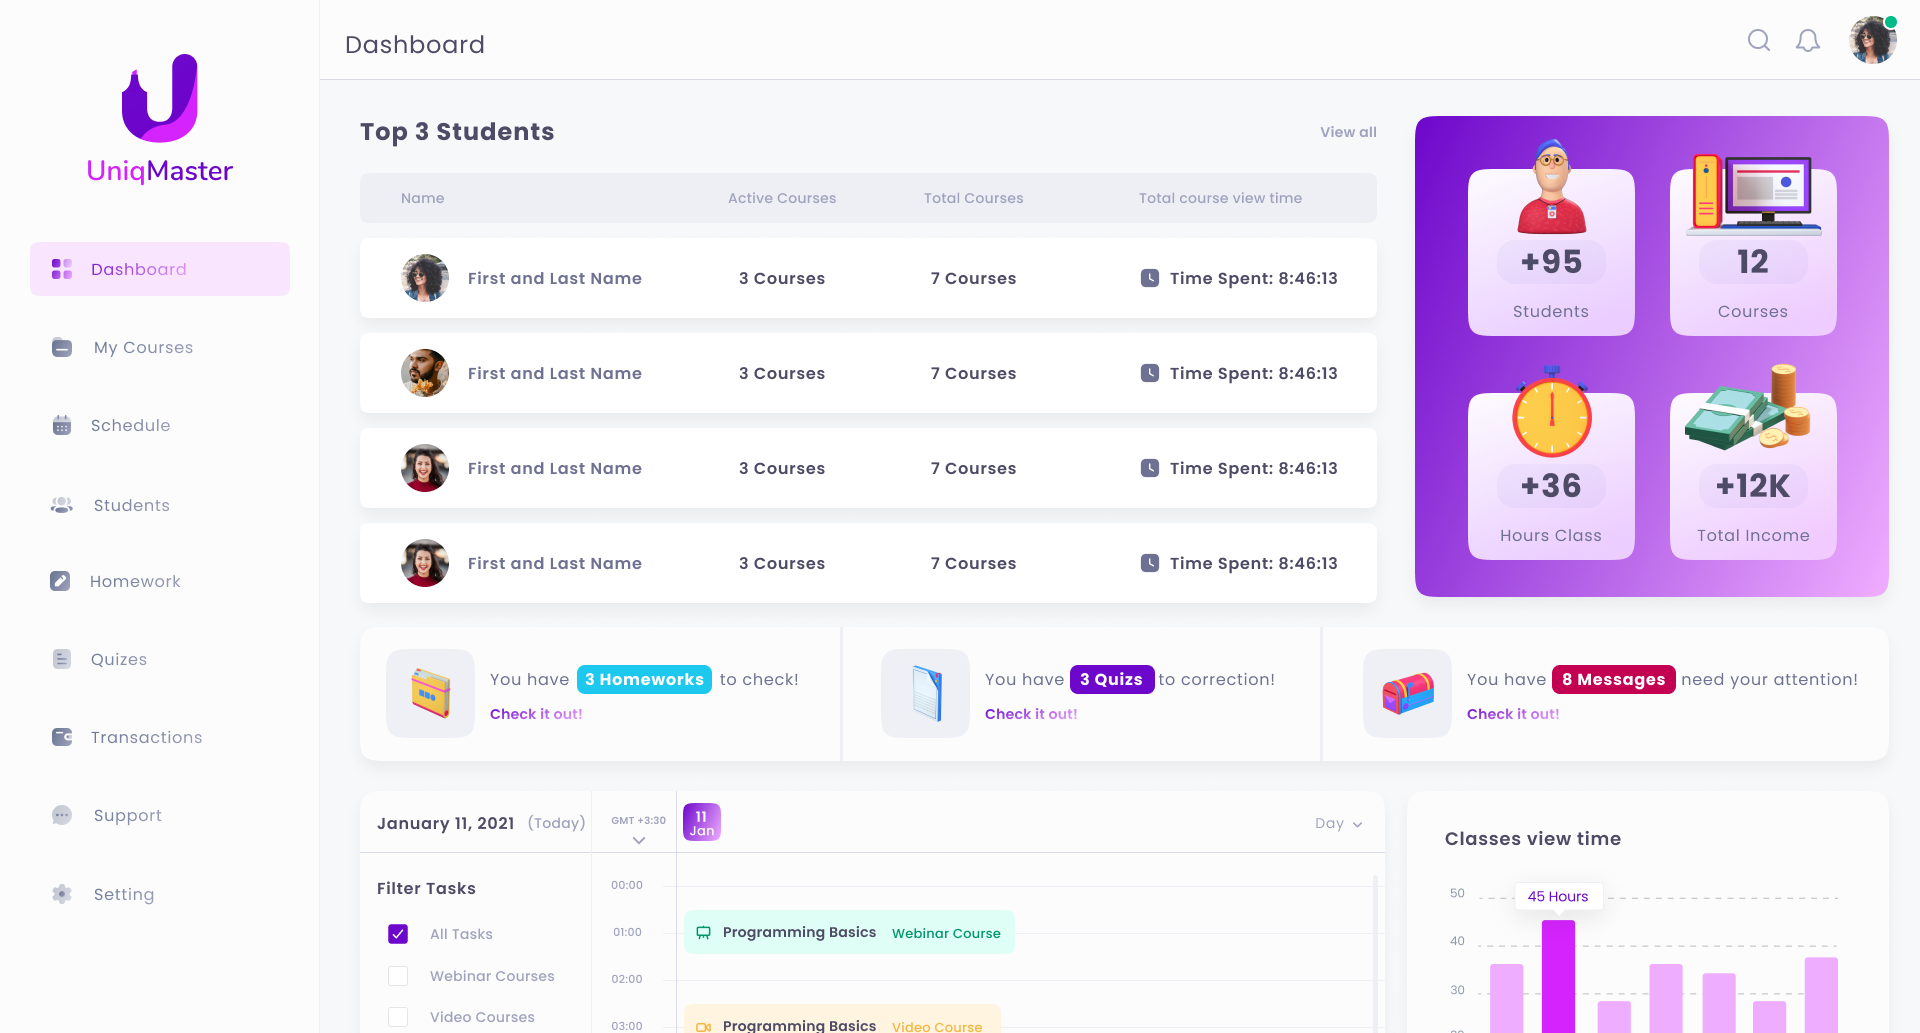 UniqMaster
Dashboard
My Courses
Schedule
Students
Homework
Quizes
Transactions
Support
Setting
Dashboard
Top 3 Students
View all
Name Active Courses Total Courses Total course view time
First and Last Name 3 Courses 7 Courses Time Spent: 8:46:13
First and Last Name 3 Courses 7 Courses Time Spent: 8:46:13
First and Last Name 3 Courses 7 Courses Time Spent: 8:46:13
First and Last Name 3 Courses 7 Courses Time Spent: 8:46:13
+95
Students
12
Courses
+36
Hours Class
+12K
Total Income
You have 3 Homeworks to check!
Check it out!
You have 3 Quizs to correction!
Check it out!
You have 8 Messages need your attention!
Check it out!
January 11, 2021 (Today)
GMT +3:30
11
Jan
Day
Filter Tasks
All Tasks
Webinar Courses
Video Courses
00:00
01:00
Programming Basics Webinar Course
02:00
03:00
Programming Basics Video Course
Classes view time
50
45 Hours
40
30